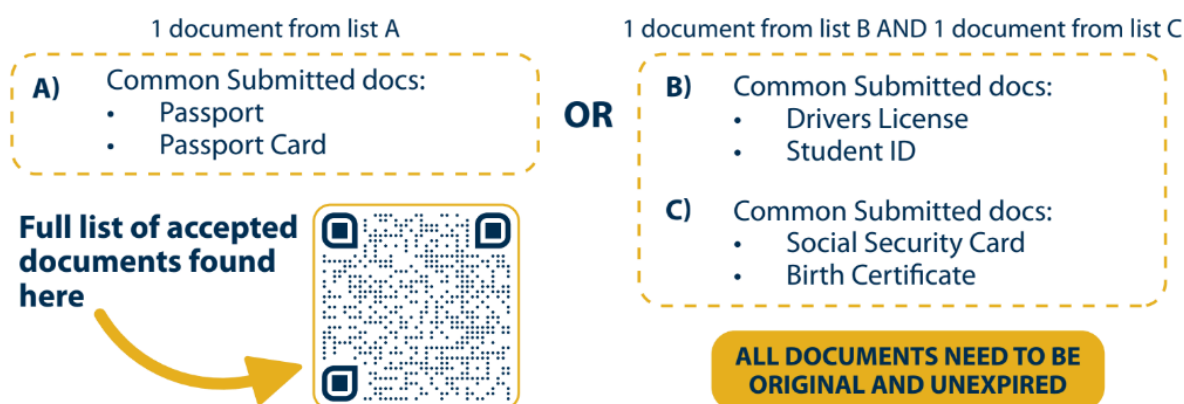 1 document from list A
A) Common Submitted docs:
• Passport
• Passport Card
OR
1 document from list B AND 1 document from list C
B) Common Submitted docs:
• Drivers License
• Student ID
C) Common Submitted docs:
• Social Security Card
• Birth Certificate
Full list of accepted
documents found
here
ALL DOCUMENTS NEED TO BE
ORIGINAL AND UNEXPIRED